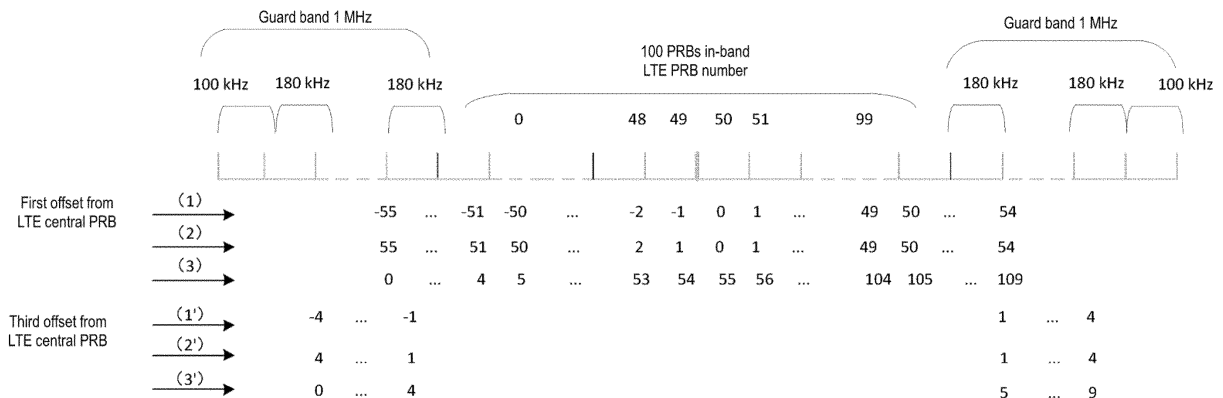 Guard band 1 MHz
Guard band 1 MHz
100 PRBs in-band
LTE PRB number
100 kHz 180 kHz 180 kHz 180 kHz 180 kHz 100 kHz
0 48 49 50 51 99
First offset from
LTE central PRB
(1) -55 ... -51 -50 ... -2 -1 0 1 ... 49 50 ... 54
(2) 55 ... 51 50 ... 2 1 0 1 ... 49 50 ... 54
(3) 0 ... 4 5 ... 53 54 55 56 ... 104 105 ... 109
Third offset from
LTE central PRB
(1') -4 ... -1 1 ... 4
(2') 4 ... 1 1 ... 4
(3') 0 ... 4 5 ... 9